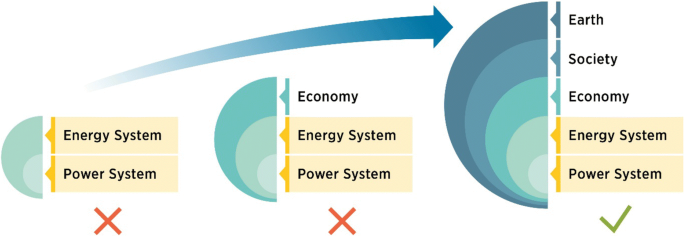 Energy System
Power System
Economy
Energy System
Power System
Earth
Society
Economy
Energy System
Power System